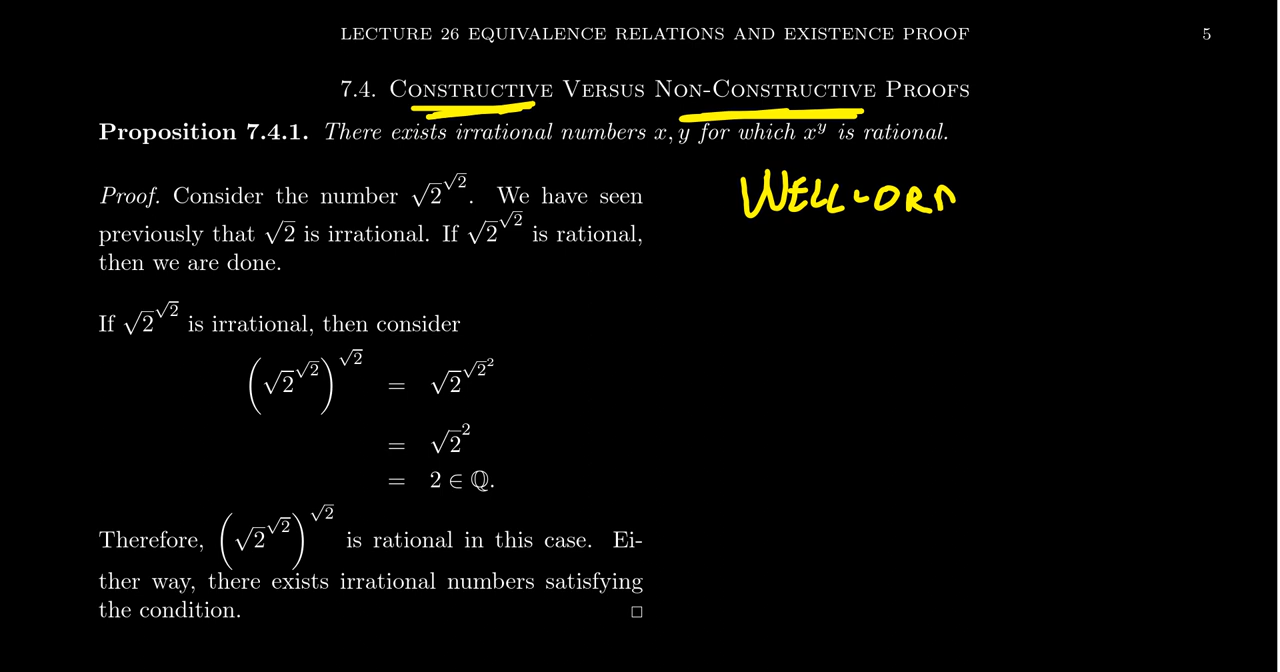 LECTURE 26 EQUIVALENCE RELATIONS AND EXISTENCE PROOF 5
7.4. Constructive Versus Non-Constructive Proofs
Proposition 7.4.1. There exists irrational numbers x, y for which x^y is rational.
Proof. Consider the number √2^√2. We have seen
previously that √2 is irrational. If √2^√2 is rational,
then we are done.
WELL-ORD
If √2^√2 is irrational, then consider
(√2^√2)^√2 = √2^√2^2
= √2^2
= 2 ∈ ℚ.
Therefore, (√2^√2)^√2 is rational in this case. Ei-
ther way, there exists irrational numbers satisfying
the condition. □